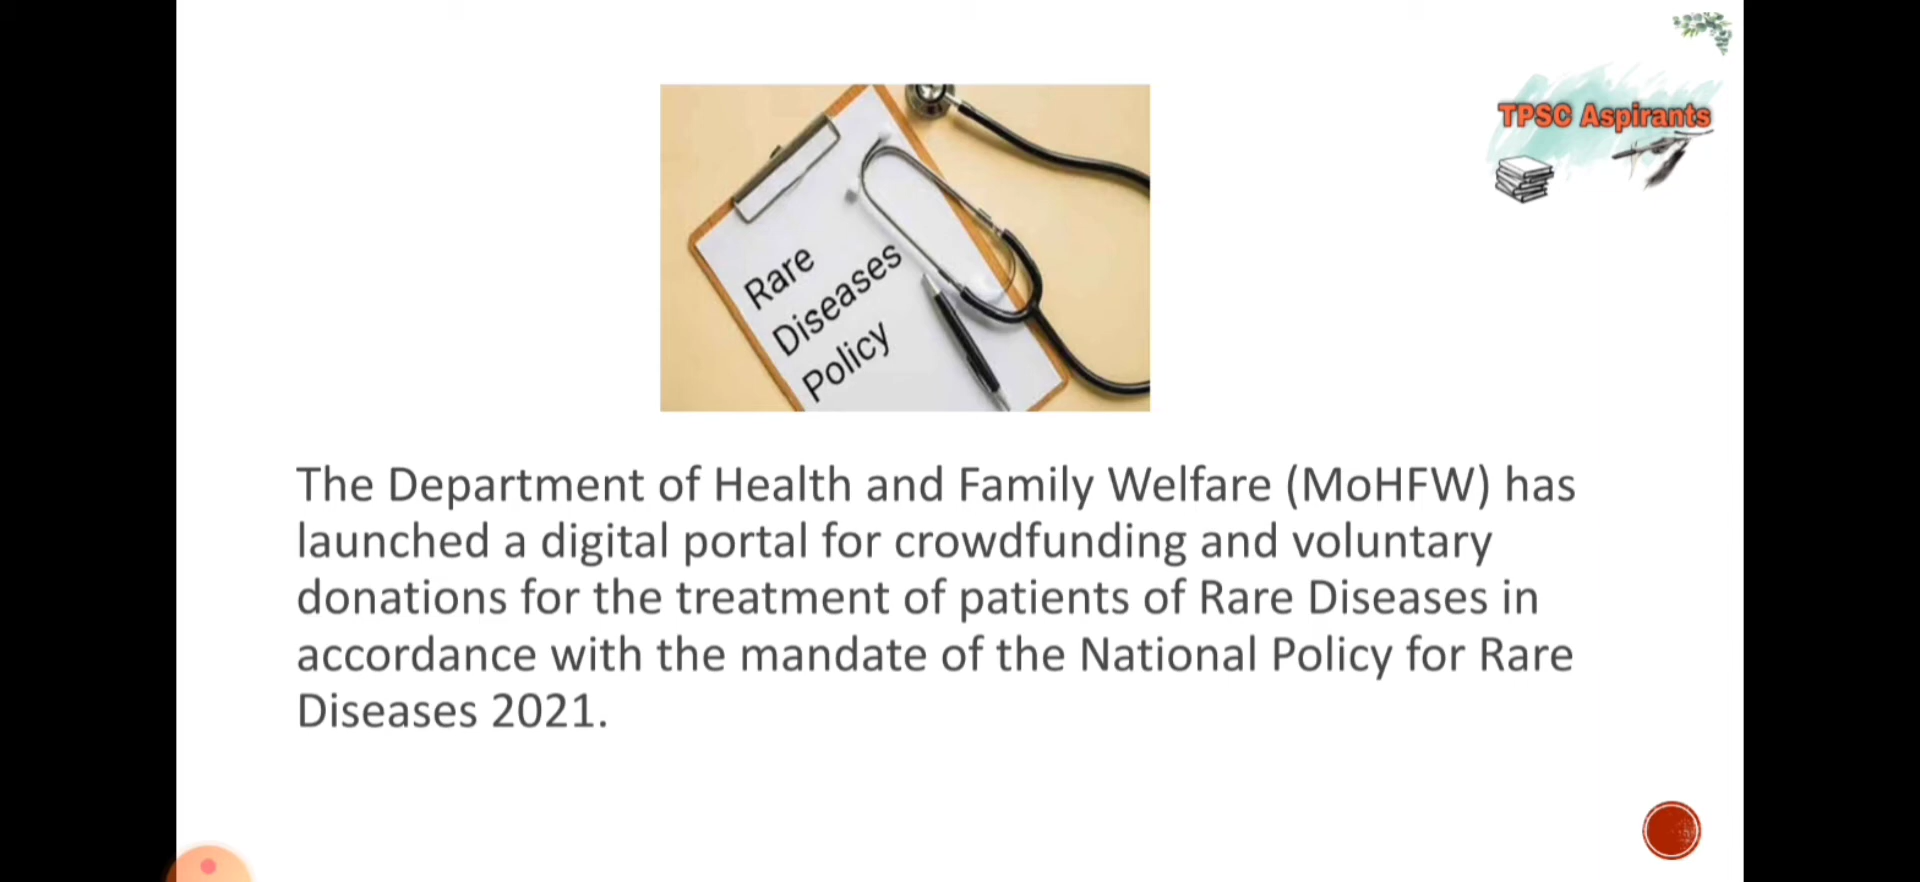 TPSC Aspirants
Rare
Diseases
Policy
The Department of Health and Family Welfare (MoHFW) has
launched a digital portal for crowdfunding and voluntary
donations for the treatment of patients of Rare Diseases in
accordance with the mandate of the National Policy for Rare
Diseases 2021.